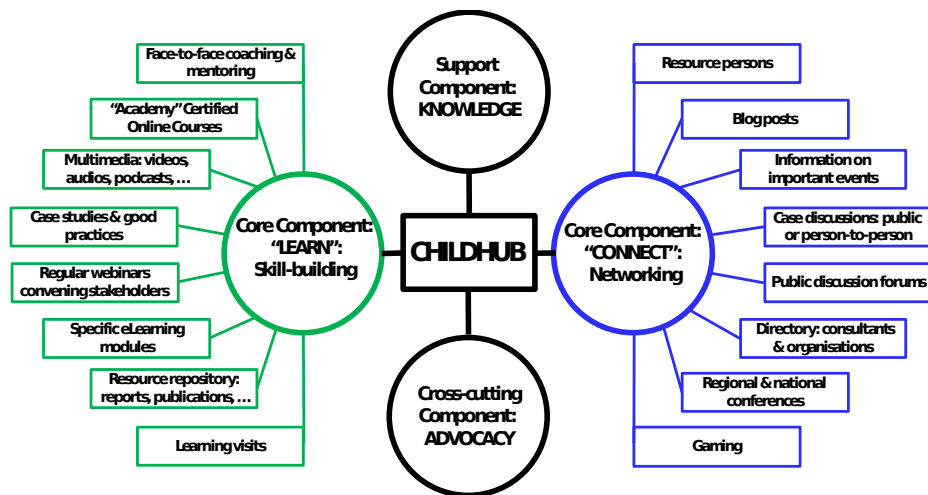 Face-to-face coaching &
mentoring
“Academy” Certified
Online Courses
Multimedia: videos,
audios, podcasts, …
Case studies & good
practices
Regular webinars
convening stakeholders
Specific eLearning
modules
Resource repository:
reports, publications, …
Learning visits
Core Component:
“LEARN”:
Skill-building
Support
Component:
KNOWLEDGE
CHILDHUB
Cross-cutting
Component:
ADVOCACY
Core Component:
“CONNECT”:
Networking
Resource persons
Blog posts
Information on
important events
Case discussions: public
or person-to-person
Public discussion forums
Directory: consultants
& organisations
Regional & national
conferences
Gaming